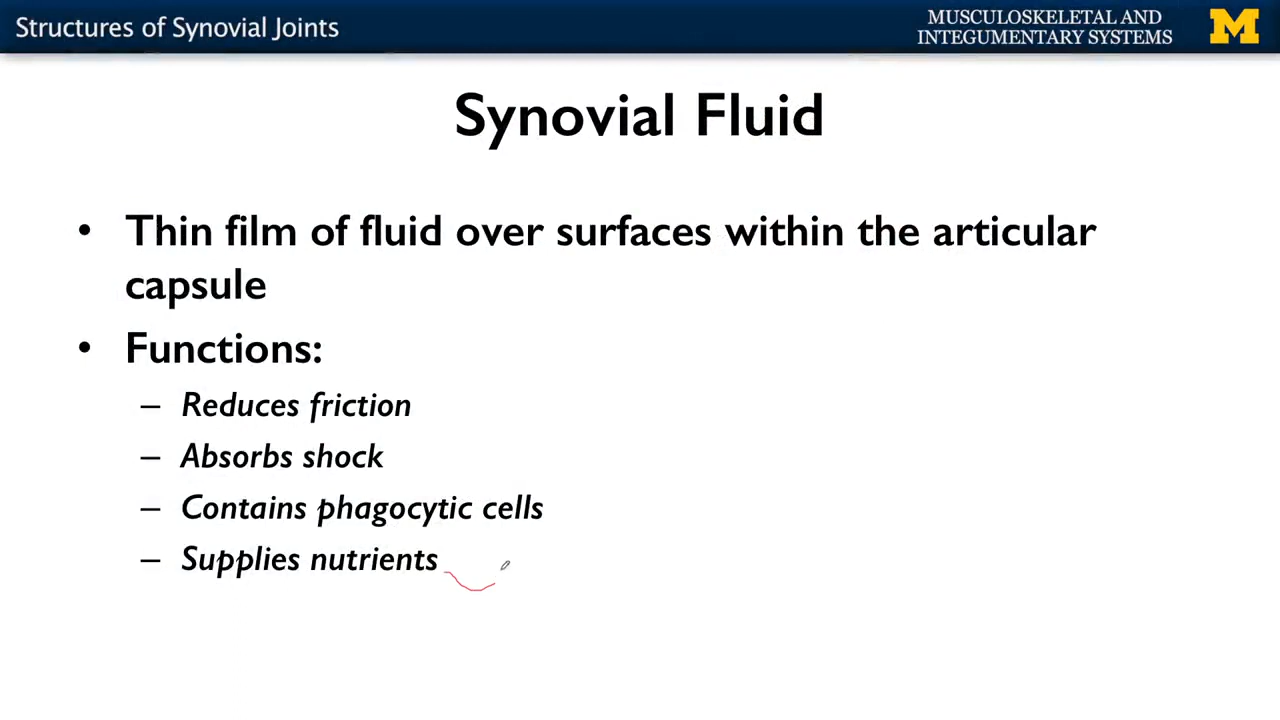 Structures of Synovial Joints
MUSCULOSKELETAL AND
INTEGUMENTARY SYSTEMS
M
Synovial Fluid
• Thin film of fluid over surfaces within the articular
capsule
• Functions:
– Reduces friction
– Absorbs shock
– Contains phagocytic cells
– Supplies nutrients